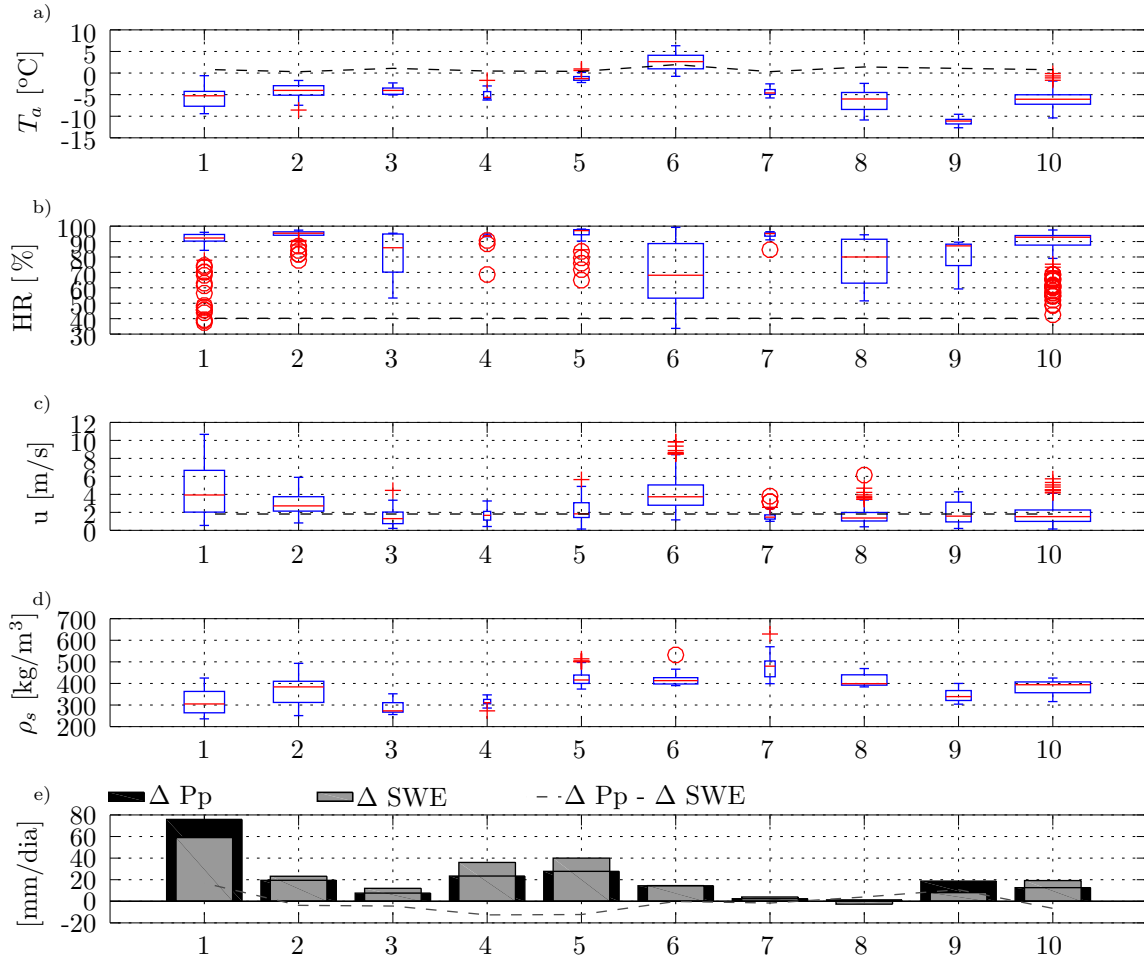 a)
10
5
0
-5
-10
-15
T_a [°C]
1 2 3 4 5 6 7 8 9 10
b)
100
90
80
70
60
50
40
30
HR [%]
1 2 3 4 5 6 7 8 9 10
c)
12
10
8
6
4
2
0
u [m/s]
1 2 3 4 5 6 7 8 9 10
d)
700
600
500
400
300
200
ρ_s [kg/m³]
1 2 3 4 5 6 7 8 9 10
e)
Δ Pp Δ SWE Δ Pp - Δ SWE
80
60
40
20
0
-20
[mm/dia]
1 2 3 4 5 6 7 8 9 10